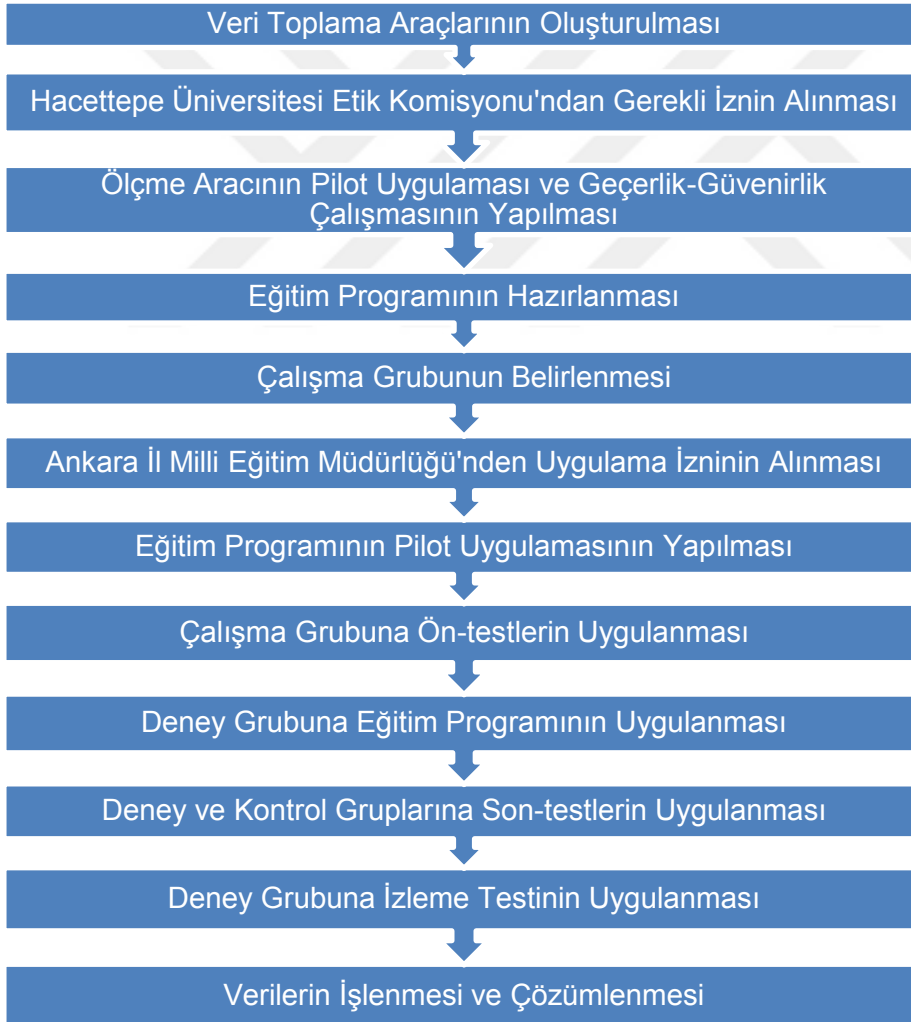 Veri Toplama Araçlarının Oluşturulması
Hacettepe Üniversitesi Etik Komisyonu'ndan Gerekli İznin Alınması
Ölçme Aracının Pilot Uygulaması ve Geçerlik-Güvenirlik
Çalışmasının Yapılması
Eğitim Programının Hazırlanması
Çalışma Grubunun Belirlenmesi
Ankara İl Milli Eğitim Müdürlüğü'nden Uygulama İzninin Alınması
Eğitim Programının Pilot Uygulamasının Yapılması
Çalışma Grubuna Ön-testlerin Uygulanması
Deney Grubuna Eğitim Programının Uygulanması
Deney ve Kontrol Gruplarına Son-testlerin Uygulanması
Deney Grubuna İzleme Testinin Uygulanması
Verilerin İşlenmesi ve Çözümlenmesi